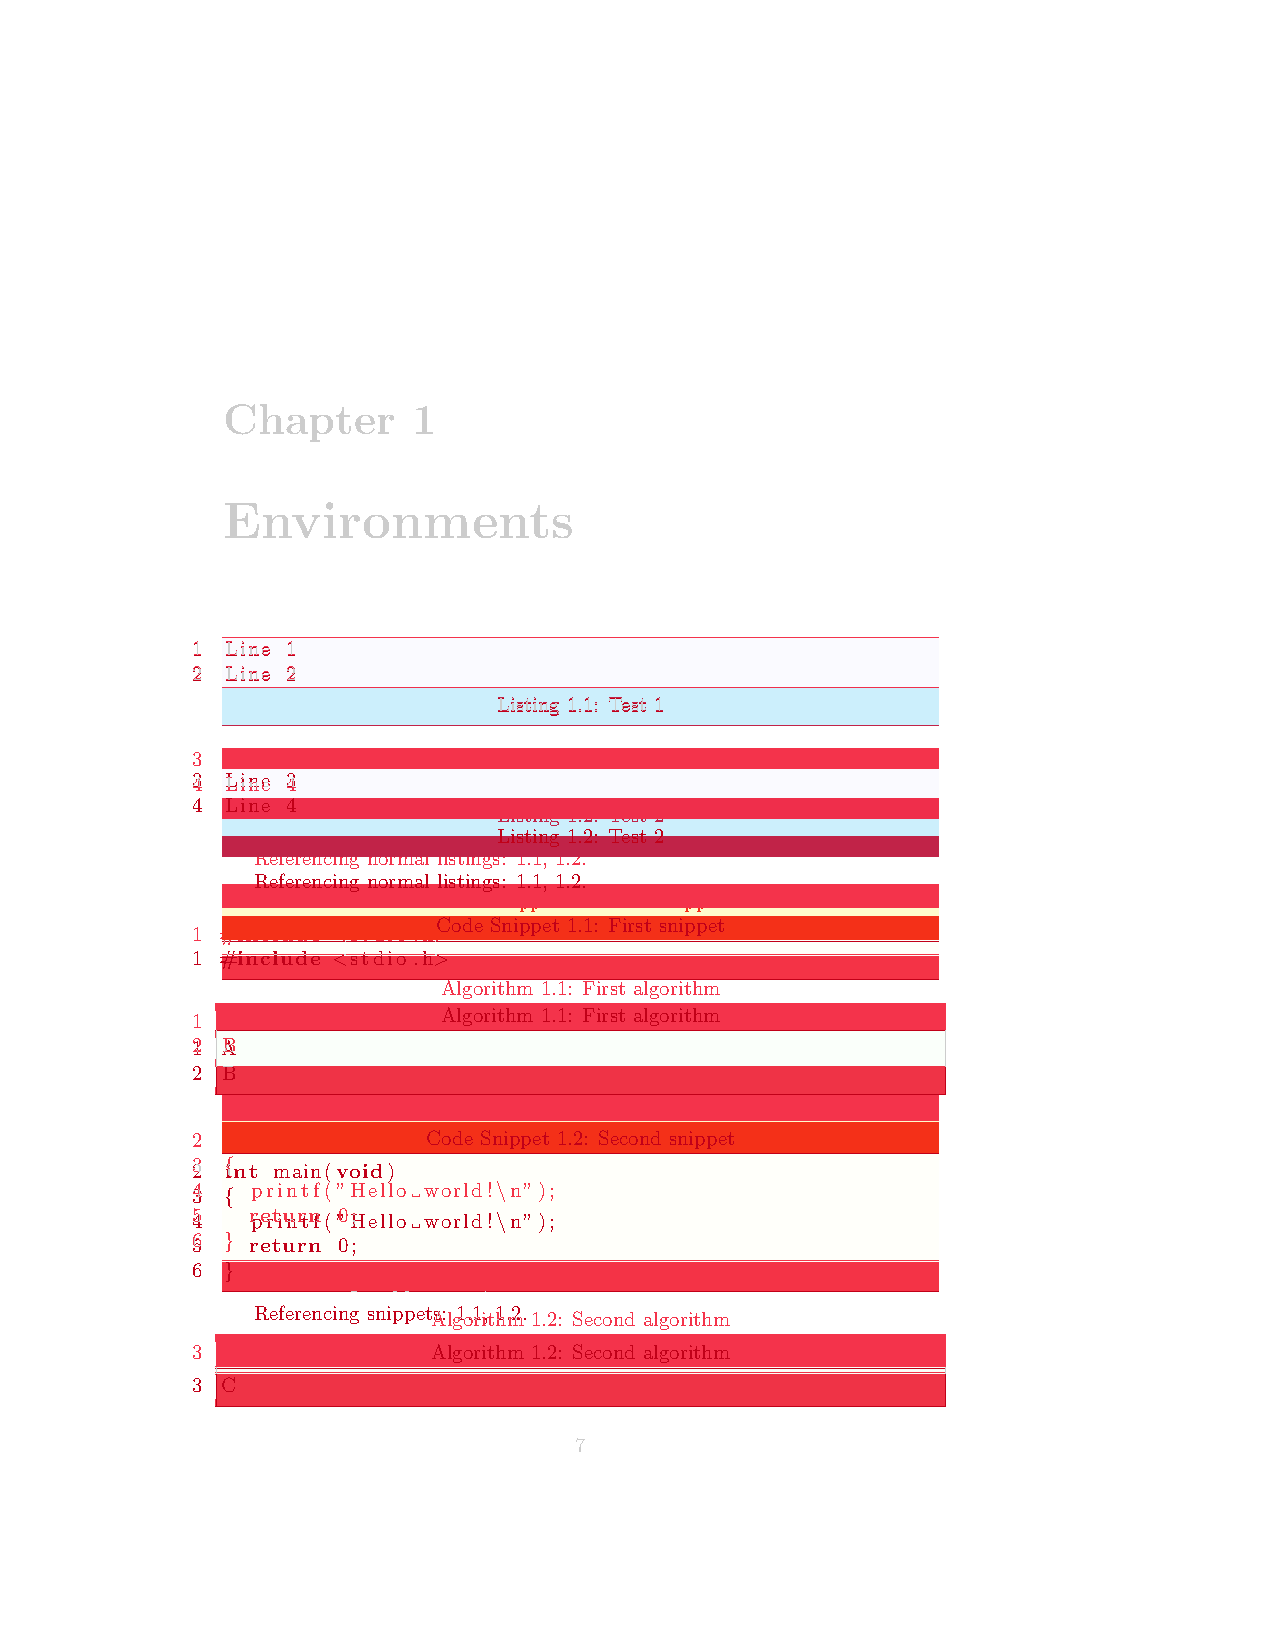 Chapter 1
Environments
1 Line 1
2 Line 2
Listing 1.1: Test 1
3
3 Line 3
4 Line 4
Listing 1.2: Test 2
Listing 1.2: Test 2
Referencing normal listings: 1.1, 1.2.
Referencing normal listings: 1.1, 1.2.
Code Snippet 1.1: First snippet
1
1 #include <stdio.h>
Algorithm 1.1: First algorithm
Algorithm 1.1: First algorithm
1
1 A
2 B
2 B
Code Snippet 1.2: Second snippet
2
2 int main(void)
3 {
3 {
4 printf("Hello␣world!\n");
4 printf("Hello␣world!\n");
5 return 0;
5 return 0;
6 }
6 }
Referencing snippets: 1.1, 1.2.
Algorithm 1.2: Second algorithm
3
Algorithm 1.2: Second algorithm
3 C
7